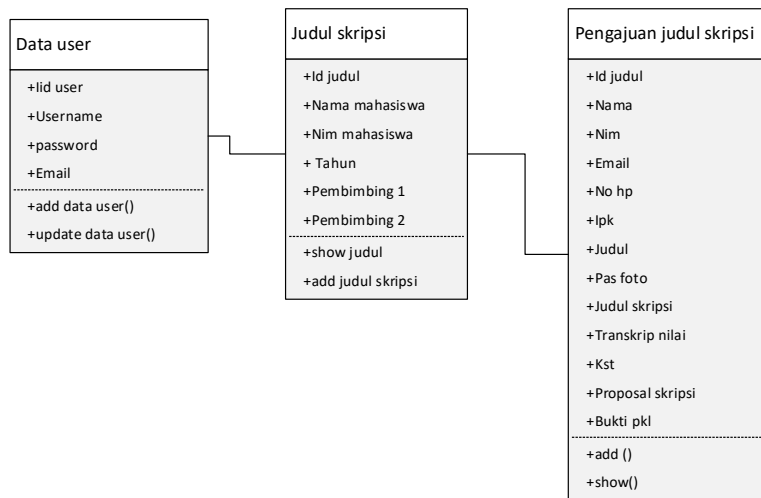 Data user
+Iid user
+Username
+password
+Email
+add data user()
+update data user()
Judul skripsi
+Id judul
+Nama mahasiswa
+Nim mahasiswa
+ Tahun
+Pembimbing 1
+Pembimbing 2
+show judul
+add judul skripsi
Pengajuan judul skripsi
+Id judul
+Nama
+Nim
+Email
+No hp
+Ipk
+Judul
+Pas foto
+Judul skripsi
+Transkrip nilai
+Kst
+Proposal skripsi
+Bukti pkl
+add ()
+show()